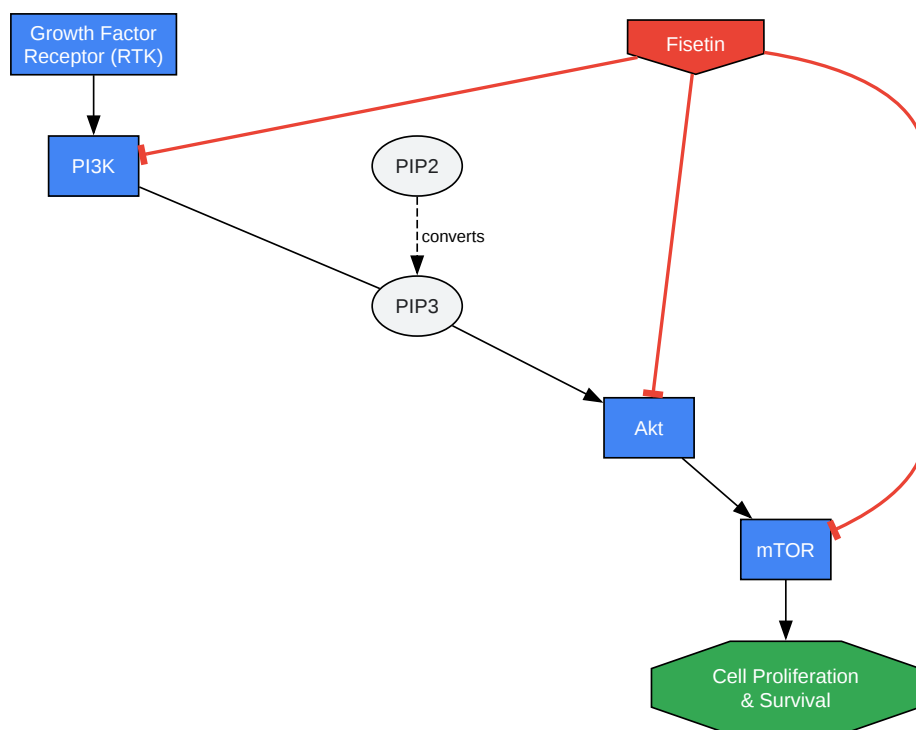 Growth Factor
Receptor (RTK)
Fisetin
PI3K
PIP2
converts
PIP3
Akt
mTOR
Cell Proliferation
& Survival